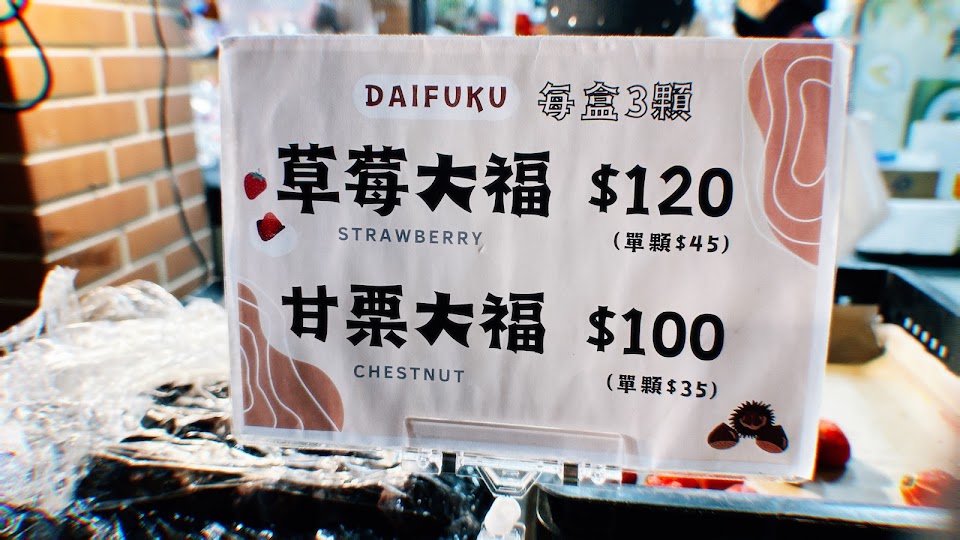 DAIFUKU 每盒3顆
草莓大福 $120
STRAWBERRY (單顆$45)
甘栗大福 $100
CHESTNUT (單顆$35)